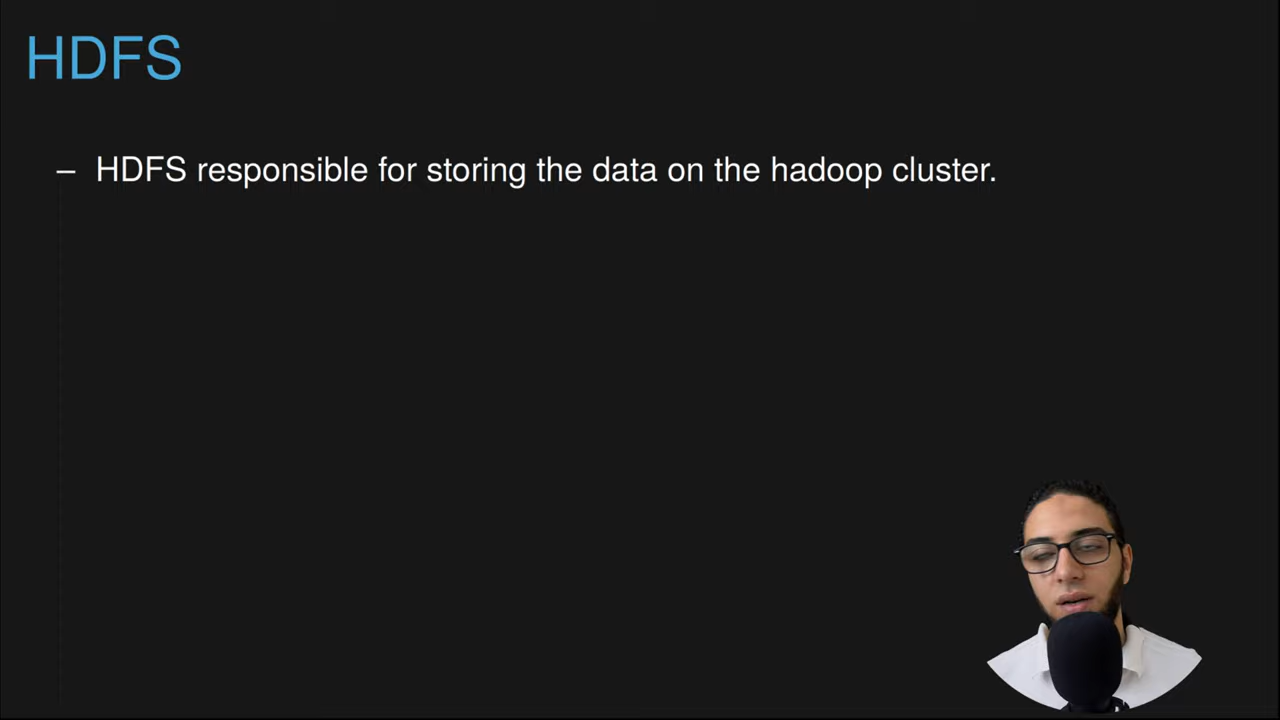 HDFS
– HDFS responsible for storing the data on the hadoop cluster.